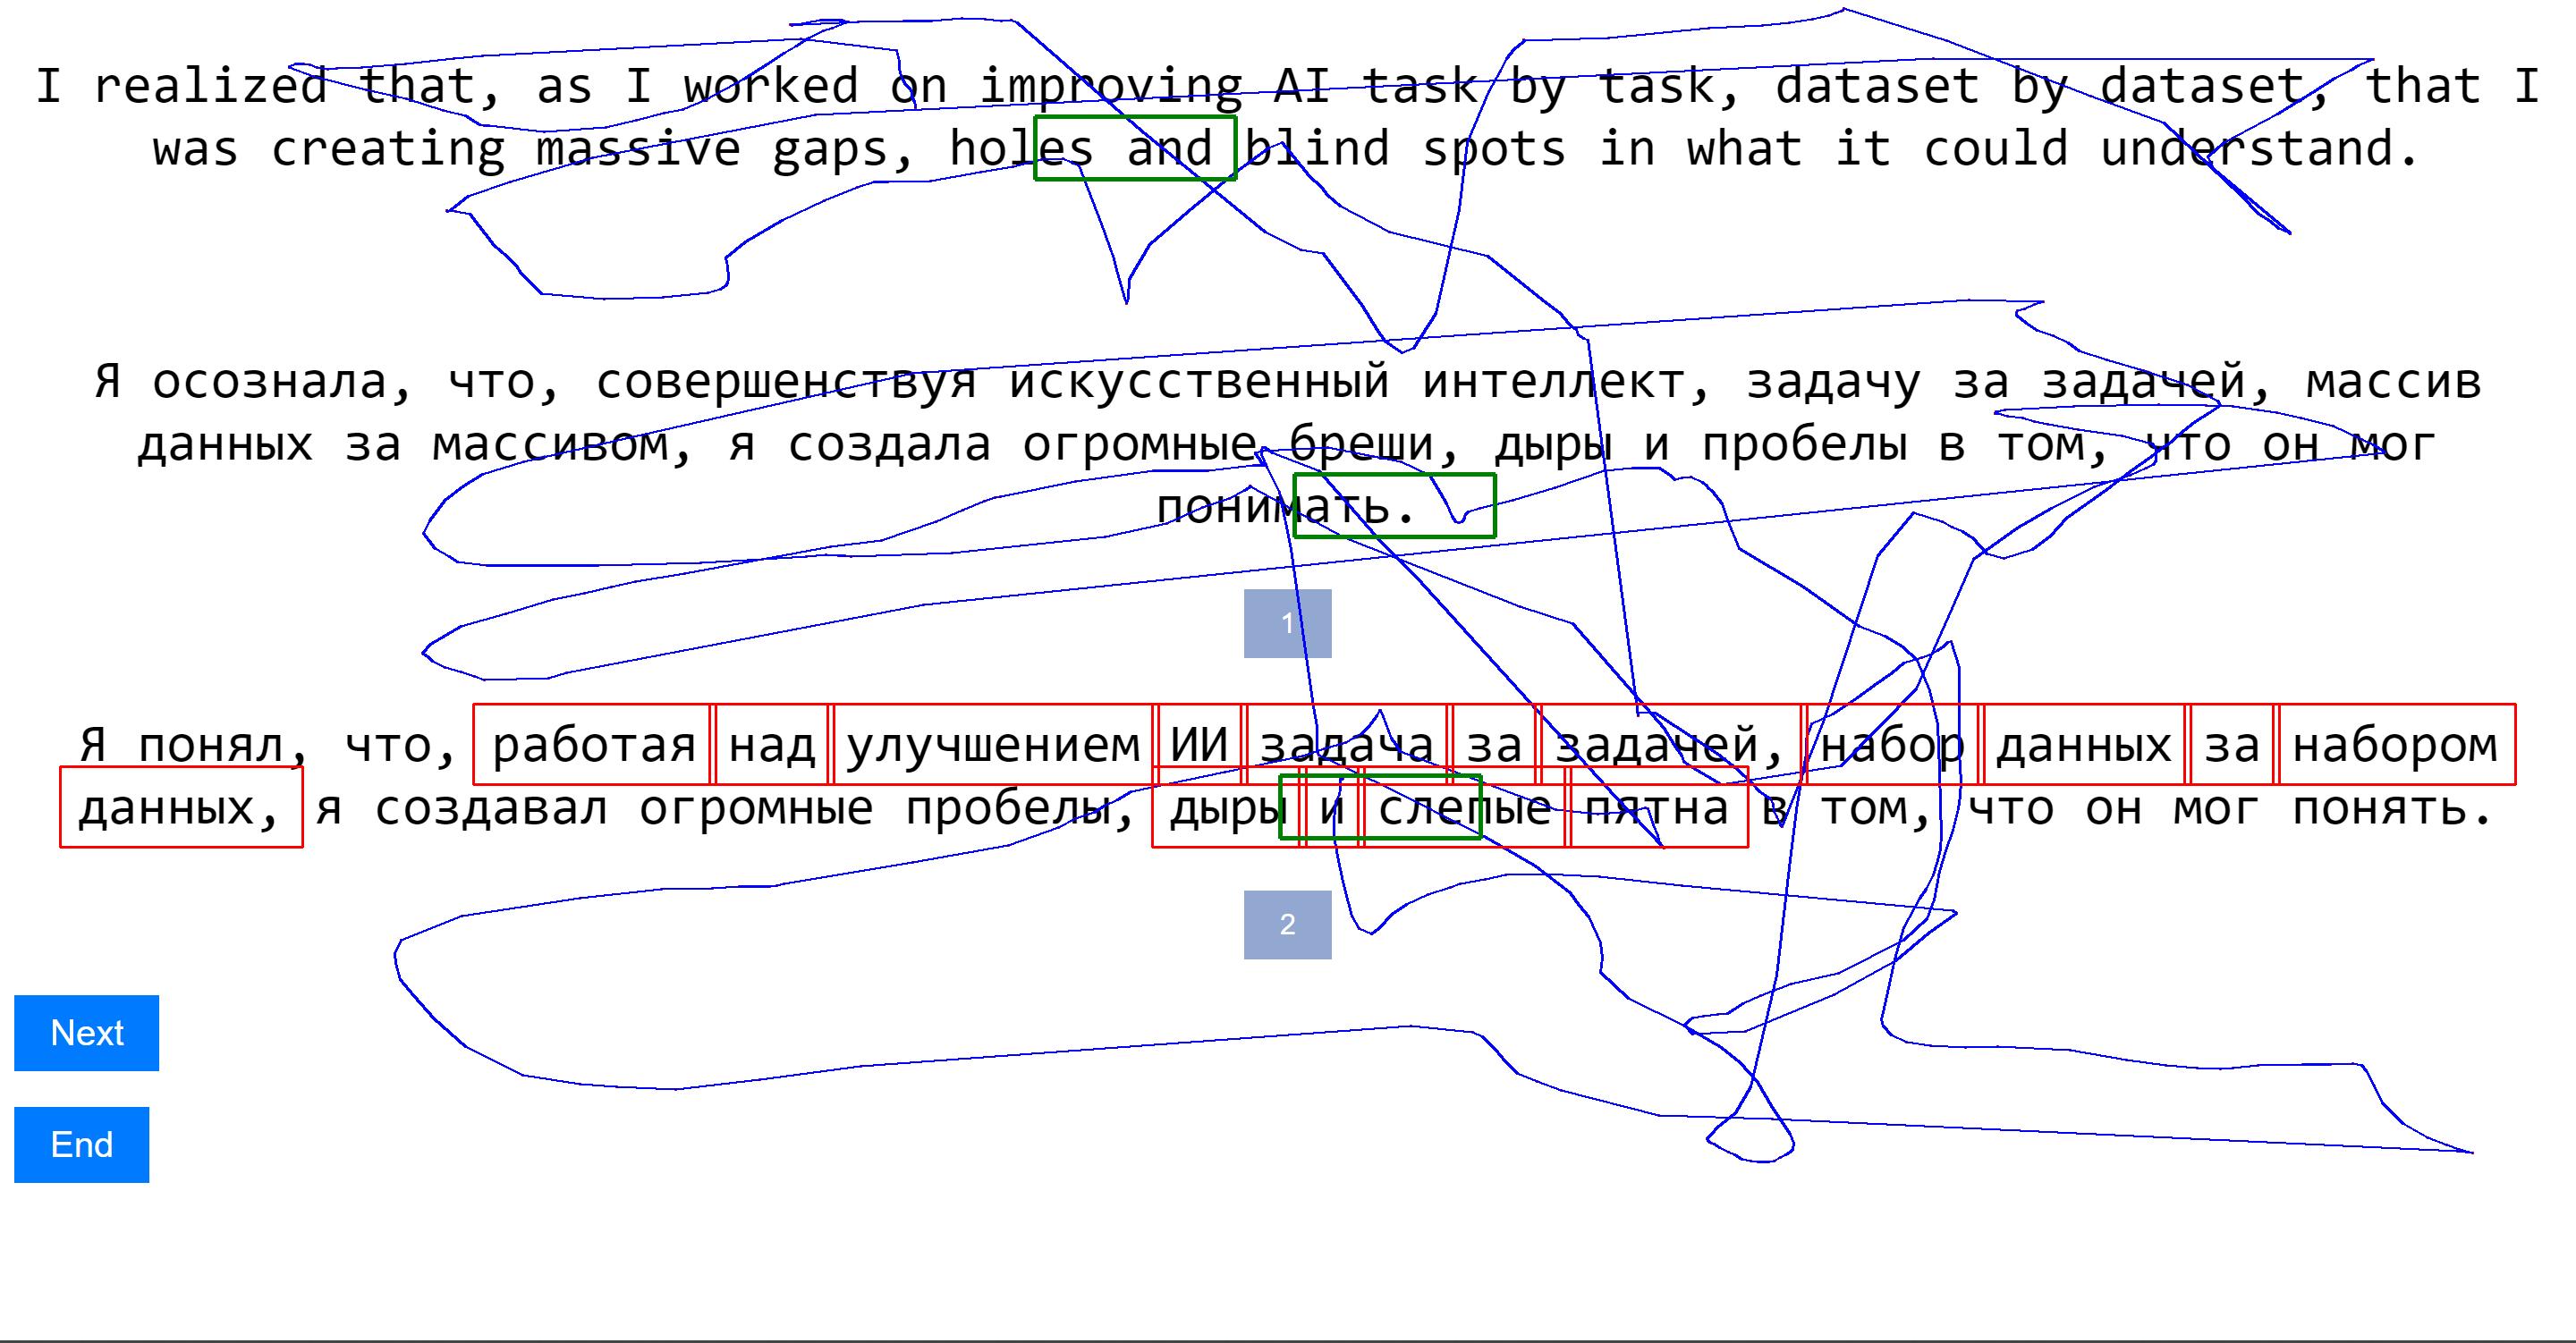 I realized that, as I worked on improving AI task by task, dataset by dataset, that I
was creating massive gaps, holes and blind spots in what it could understand.
Я осознала, что, совершенствуя искусственный интеллект, задачу за задачей, массив
данных за массивом, я создала огромные бреши, дыры и пробелы в том, что он мог
понимать.
1
Я понял, что, работая над улучшением ИИ задача за задачей, набор данных за набором
данных, я создавал огромные пробелы, дыры и слепые пятна в том, что он мог понять.
2
Next
End